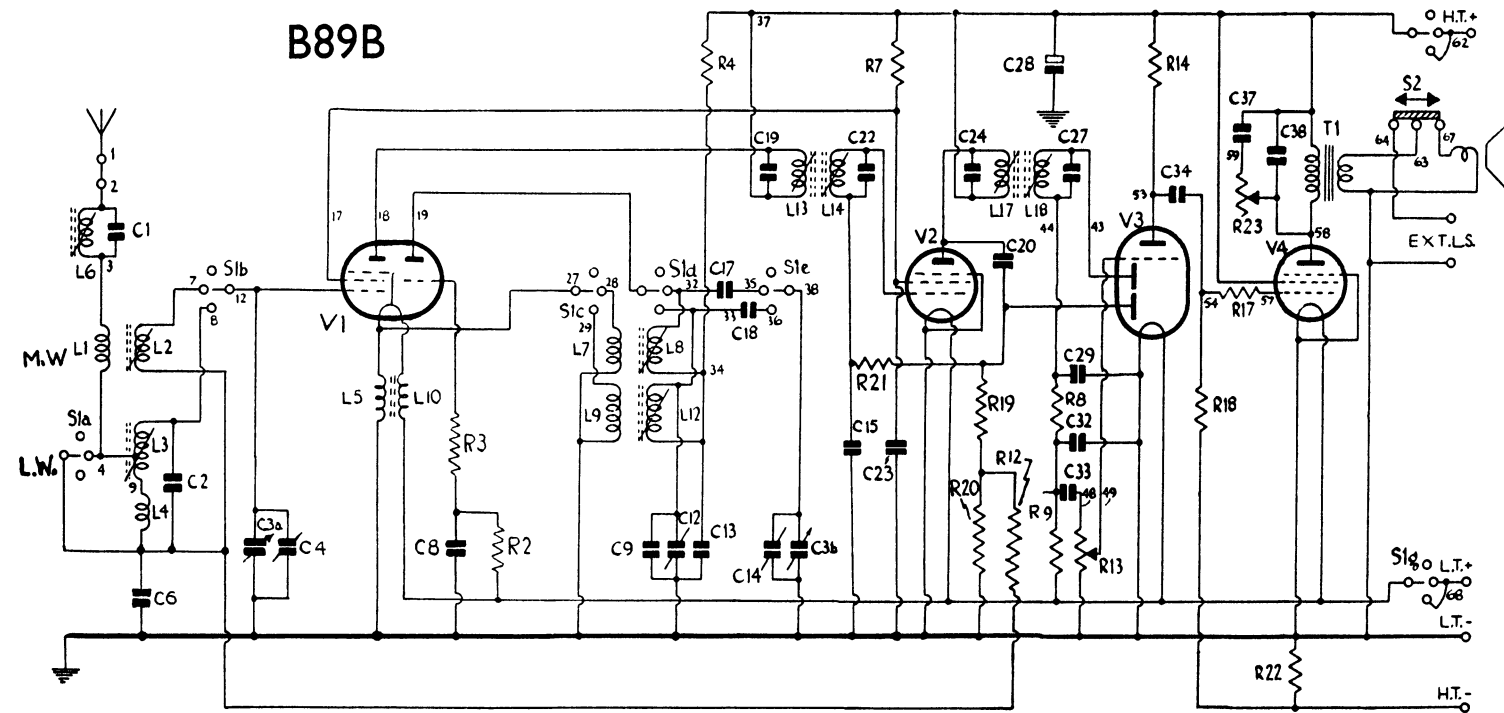 B89B
37
H.T.+
62
R4
R7
C28
R14
S2
C37
C38
T1
64
63
67
59
1
2
C1
L6
3
C19
C22
C24
C27
L13
L14
L17
L18
C34
53
R23
58
17
18
19
44
43
V2
V3
V4
C20
EXT.L.S.
7
S1b
12
8
V1
27
28
S1c
29
S1d
32
C17
35
S1e
38
33
C18
36
54
R17
57
M.W
L1
L2
L5
L10
L7
L8
34
L9
L12
R21
R19
C29
R8
C32
R18
S1a
L.W.
4
L3
9
L4
C2
R3
C15
C23
R12
C33
48
49
R20
R9
R13
C3a
C4
C8
R2
C9
C12
C13
C14
C3b
S1g
L.T.+
68
C6
L.T.-
R22
H.T.-